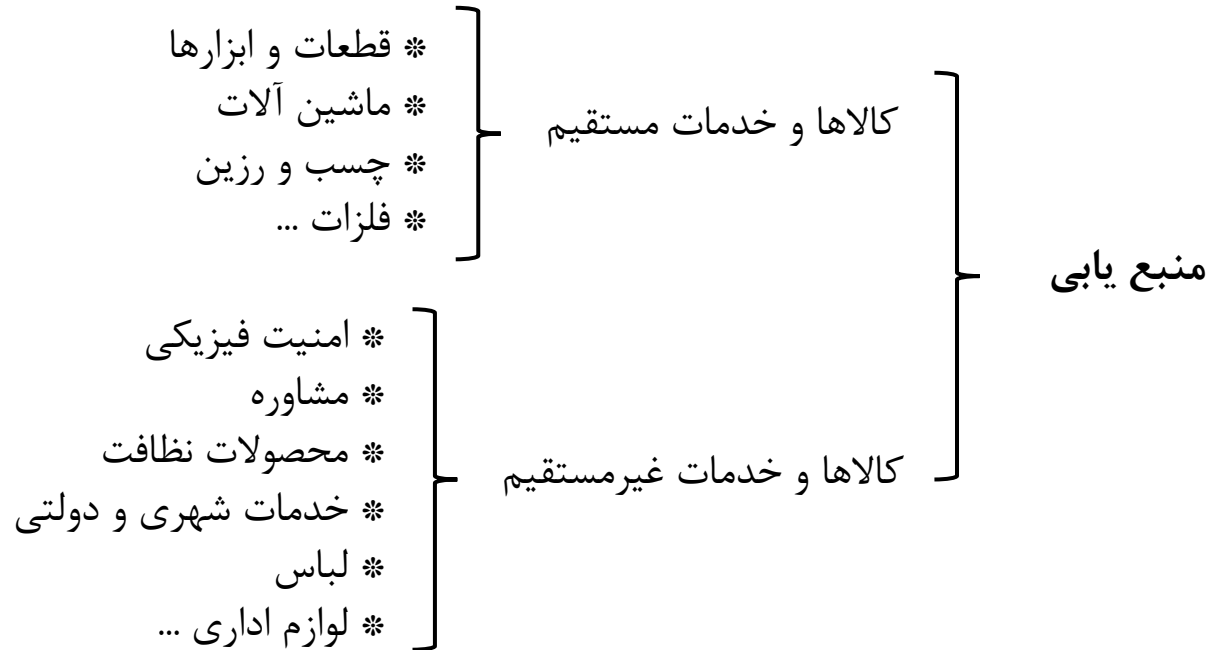 منبع یابی
کالاها و خدمات مستقیم
❊ قطعات و ابزارها
❊ ماشین آلات
❊ چسب و رزین
❊ فلزات ...
کالاها و خدمات غیرمستقیم
❊ امنیت فیزیکی
❊ مشاوره
❊ محصولات نظافت
❊ خدمات شهری و دولتی
❊ لباس
❊ لوازم اداری ...